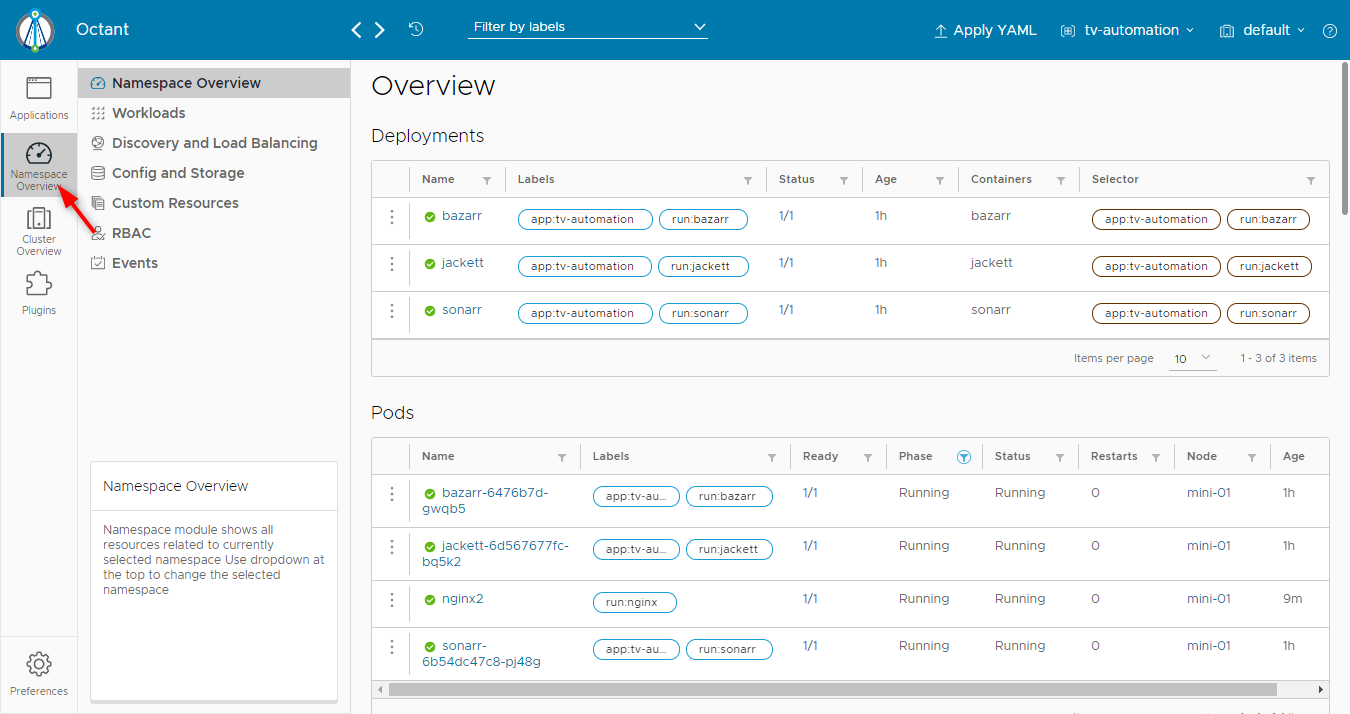 Octant
Filter by labels
Apply YAML
tv-automation
default
Applications
Namespace
Overview
Cluster
Overview
Plugins
Preferences
Namespace Overview
Workloads
Discovery and Load Balancing
Config and Storage
Custom Resources
RBAC
Events
Namespace Overview
Namespace module shows all
resources related to currently
selected namespace Use dropdown at
the top to change the selected
namespace
Overview
Deployments
Name Labels Status Age Containers Selector
bazarr app:tv-automation run:bazarr 1/1 1h bazarr app:tv-automation run:bazarr
jackett app:tv-automation run:jackett 1/1 1h jackett app:tv-automation run:jackett
sonarr app:tv-automation run:sonarr 1/1 1h sonarr app:tv-automation run:sonarr
Items per page 10 1 - 3 of 3 items
Pods
Name Labels Ready Phase Status Restarts Node Age
bazarr-6476b7d- app:tv-au... run:bazarr 1/1 Running Running 0 mini-01 1h
gwqb5
jackett-6d567677fc- app:tv-au... run:jackett 1/1 Running Running 0 mini-01 1h
bq5k2
nginx2 run:nginx 1/1 Running Running 0 mini-01 9m
sonarr- app:tv-au... run:sonarr 1/1 Running Running 0 mini-01 1h
6b54dc47c8-pj48g